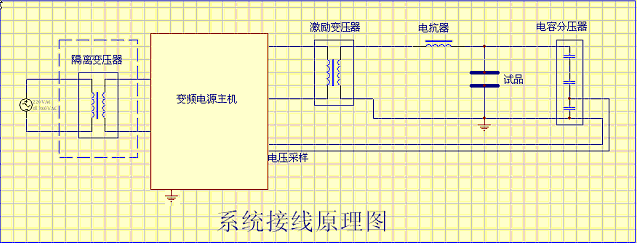 激励变压器
电抗器
电容分压器
隔离变压器
变频电源主机
试品
电压采样
系统接线原理图